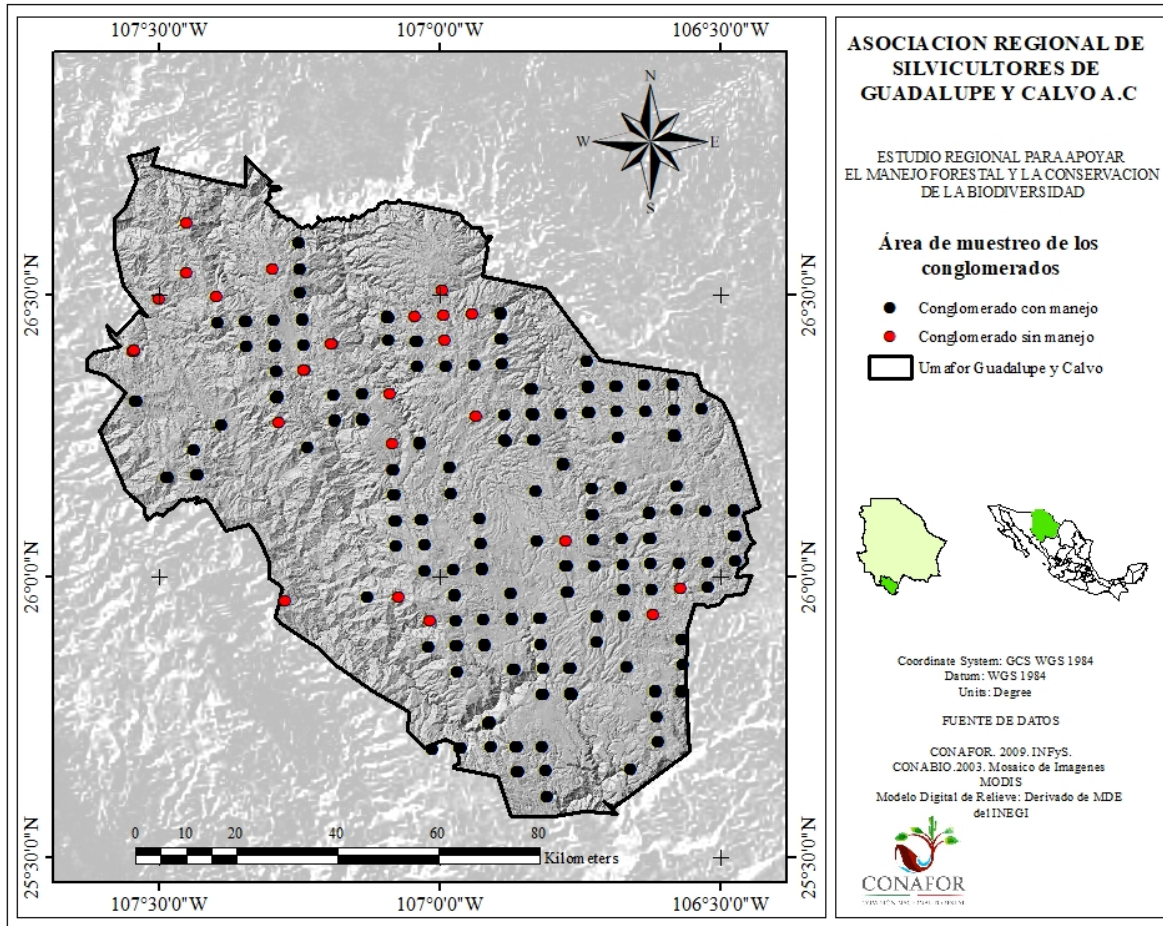 107°30'0"W 107°0'0"W 106°30'0"W
26°30'0"N 26°30'0"N
26°0'0"N 26°0'0"N
25°30'0"N 25°30'0"N
107°30'0"W 107°0'0"W 106°30'0"W
N
W E
S
0 10 20 40 60 80
Kilometers
ASOCIACION REGIONAL DE
SILVICULTORES DE
GUADALUPE Y CALVO A.C
ESTUDIO REGIONAL PARA APOYAR
EL MANEJO FORESTAL Y LA CONSERVACION
DE LA BIODIVERSIDAD
Área de muestreo de los
conglomerados
Conglomerado con manejo
Conglomerado sin manejo
Umafor Guadalupe y Calvo
Coordinate System: GCS WGS 1984
Datum: WGS 1984
Units: Degree
FUENTE DE DATOS
CONAFOR. 2009. INFyS.
CONABIO.2003. Mosaico de Imagenes
MODIS
Modelo Digital de Relieve: Derivado de MDE
del INEGI
CONAFOR